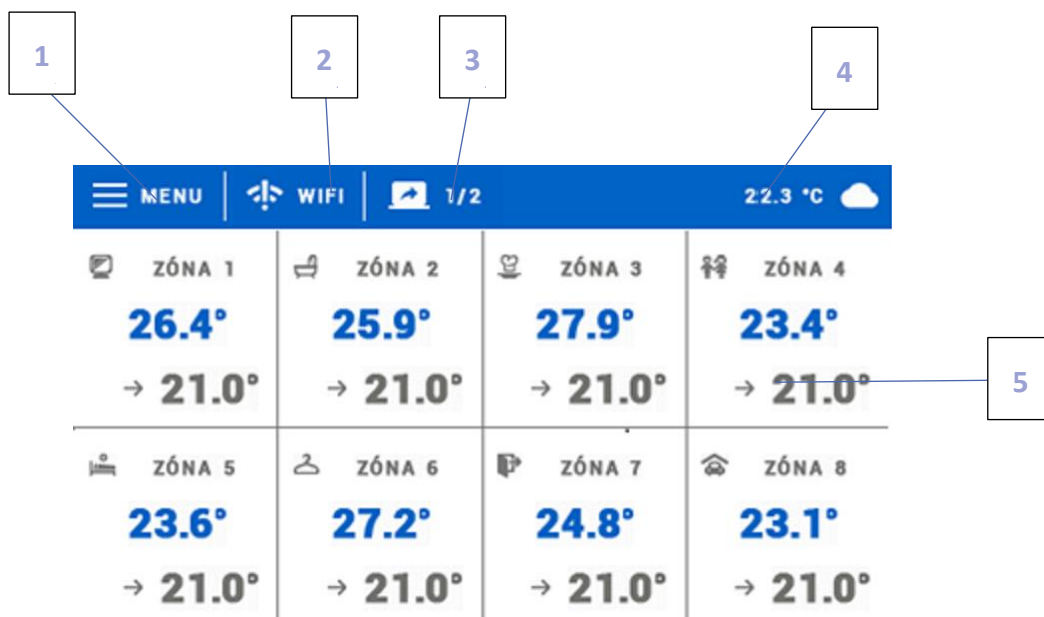 1 2 3 4
MENU WIFI 1/2 22.3 °C
ZÓNA 1 ZÓNA 2 ZÓNA 3 ZÓNA 4
26.4° 25.9° 27.9° 23.4°
→ 21.0° → 21.0° → 21.0° → 21.0°
5
ZÓNA 5 ZÓNA 6 ZÓNA 7 ZÓNA 8
23.6° 27.2° 24.8° 23.1°
→ 21.0° → 21.0° → 21.0° → 21.0°